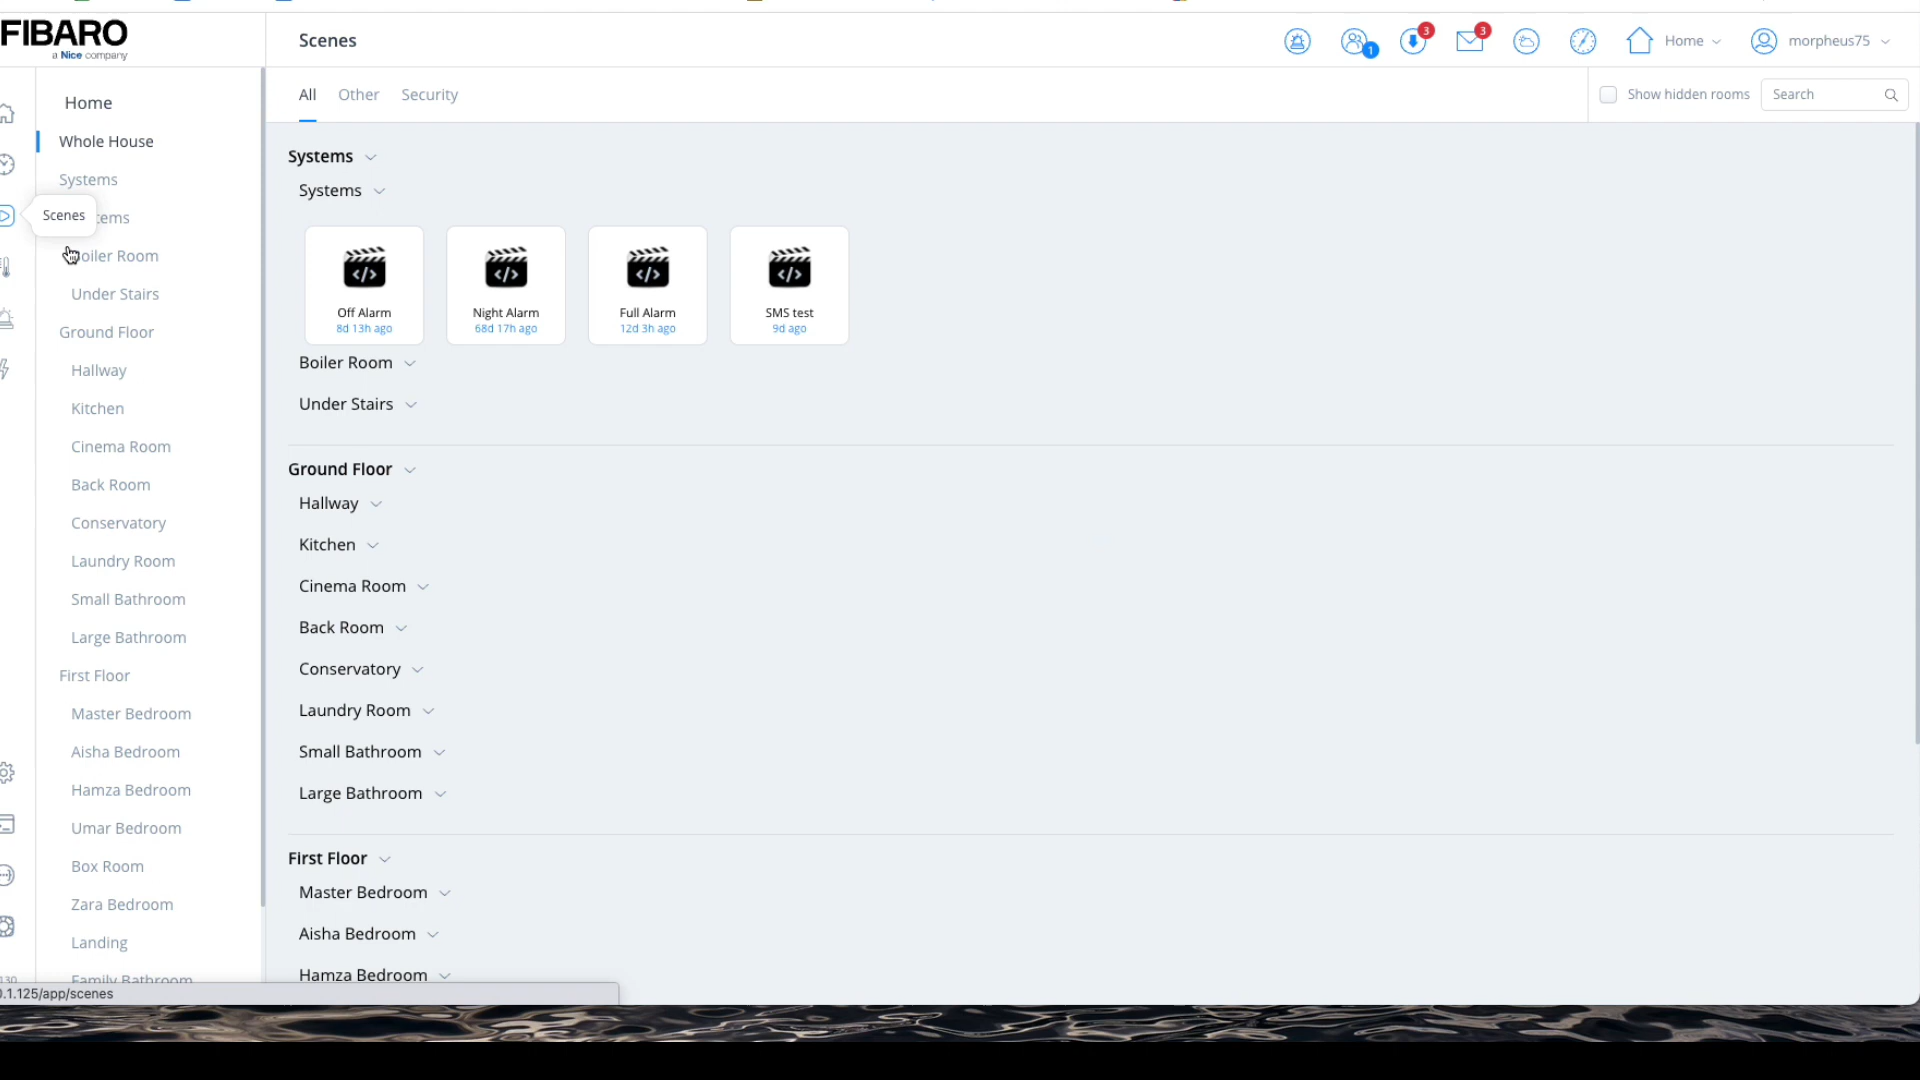 FIBARO
a Nice company
Scenes
1
3
3
Home
morpheus75
All
Other
Security
Show hidden rooms
Search
Home
Whole House
Systems
Scenes
Boiler Room
Under Stairs
Ground Floor
Hallway
Kitchen
Cinema Room
Back Room
Conservatory
Laundry Room
Small Bathroom
Large Bathroom
First Floor
Master Bedroom
Aisha Bedroom
Hamza Bedroom
Umar Bedroom
Box Room
Zara Bedroom
Landing
Family Bathroom
Systems
Systems
</>
Off Alarm
8d 13h ago
</>
Night Alarm
68d 17h ago
</>
Full Alarm
12d 3h ago
</>
SMS test
9d ago
Boiler Room
Under Stairs
Ground Floor
Hallway
Kitchen
Cinema Room
Back Room
Conservatory
Laundry Room
Small Bathroom
Large Bathroom
First Floor
Master Bedroom
Aisha Bedroom
Hamza Bedroom
0.1.125/app/scenes